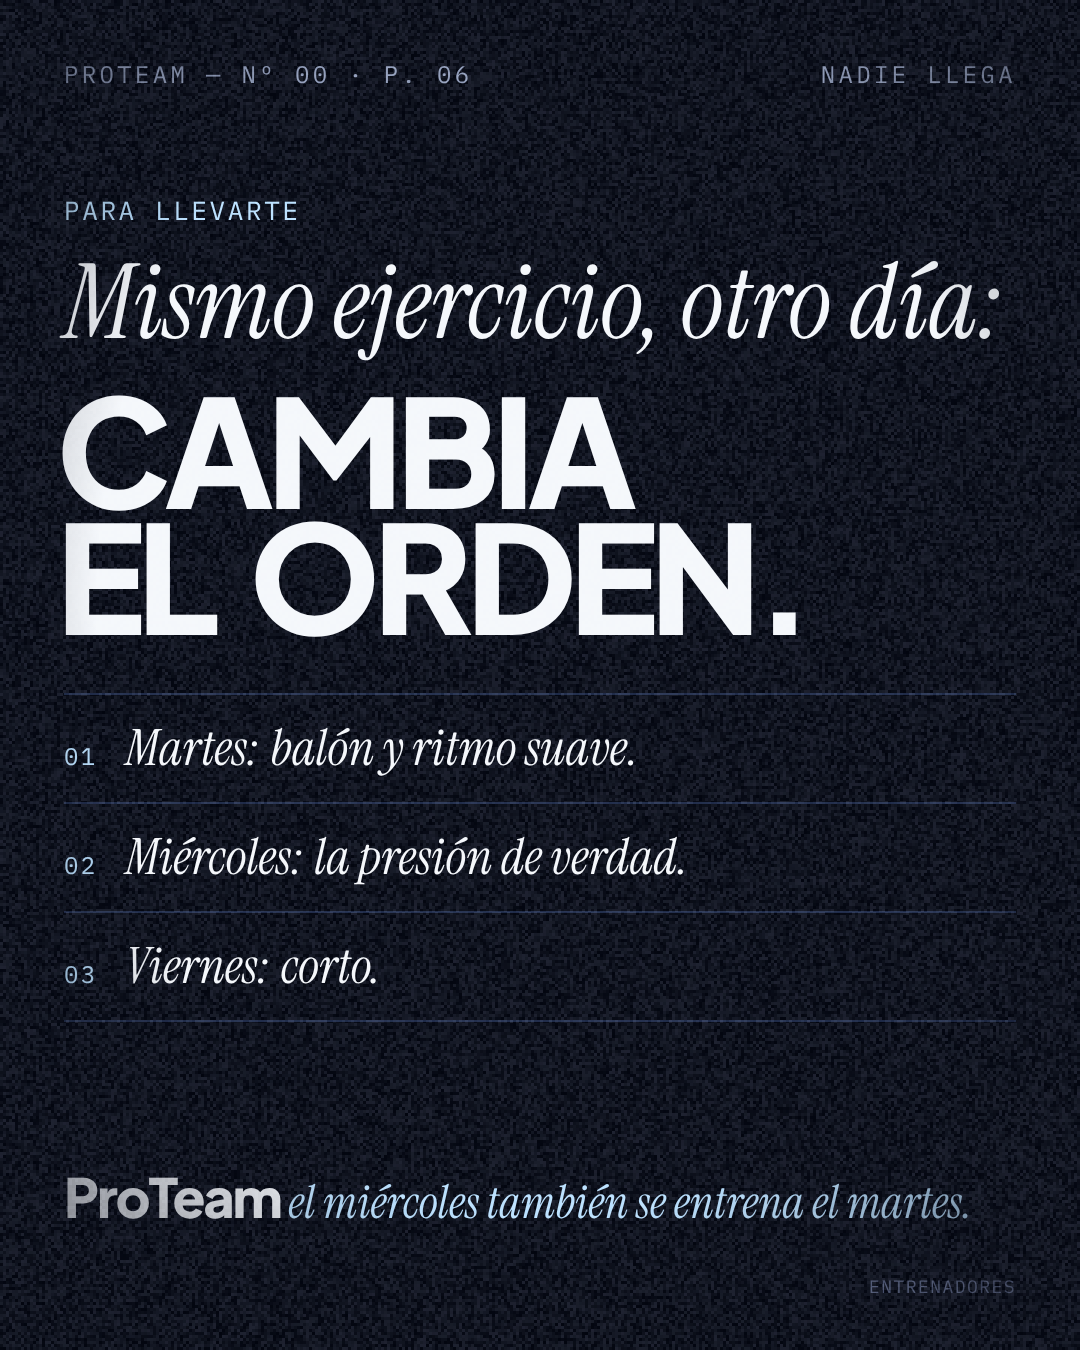 PROTEAM — Nº 00 · P. 06
NADIE LLEGA
PARA LLEVARTE
Mismo ejercicio, otro día:
CAMBIA
EL ORDEN.
01 Martes: balón y ritmo suave.
02 Miércoles: la presión de verdad.
03 Viernes: corto.
ProTeam el miércoles también se entrena el martes.
ENTRENADORES